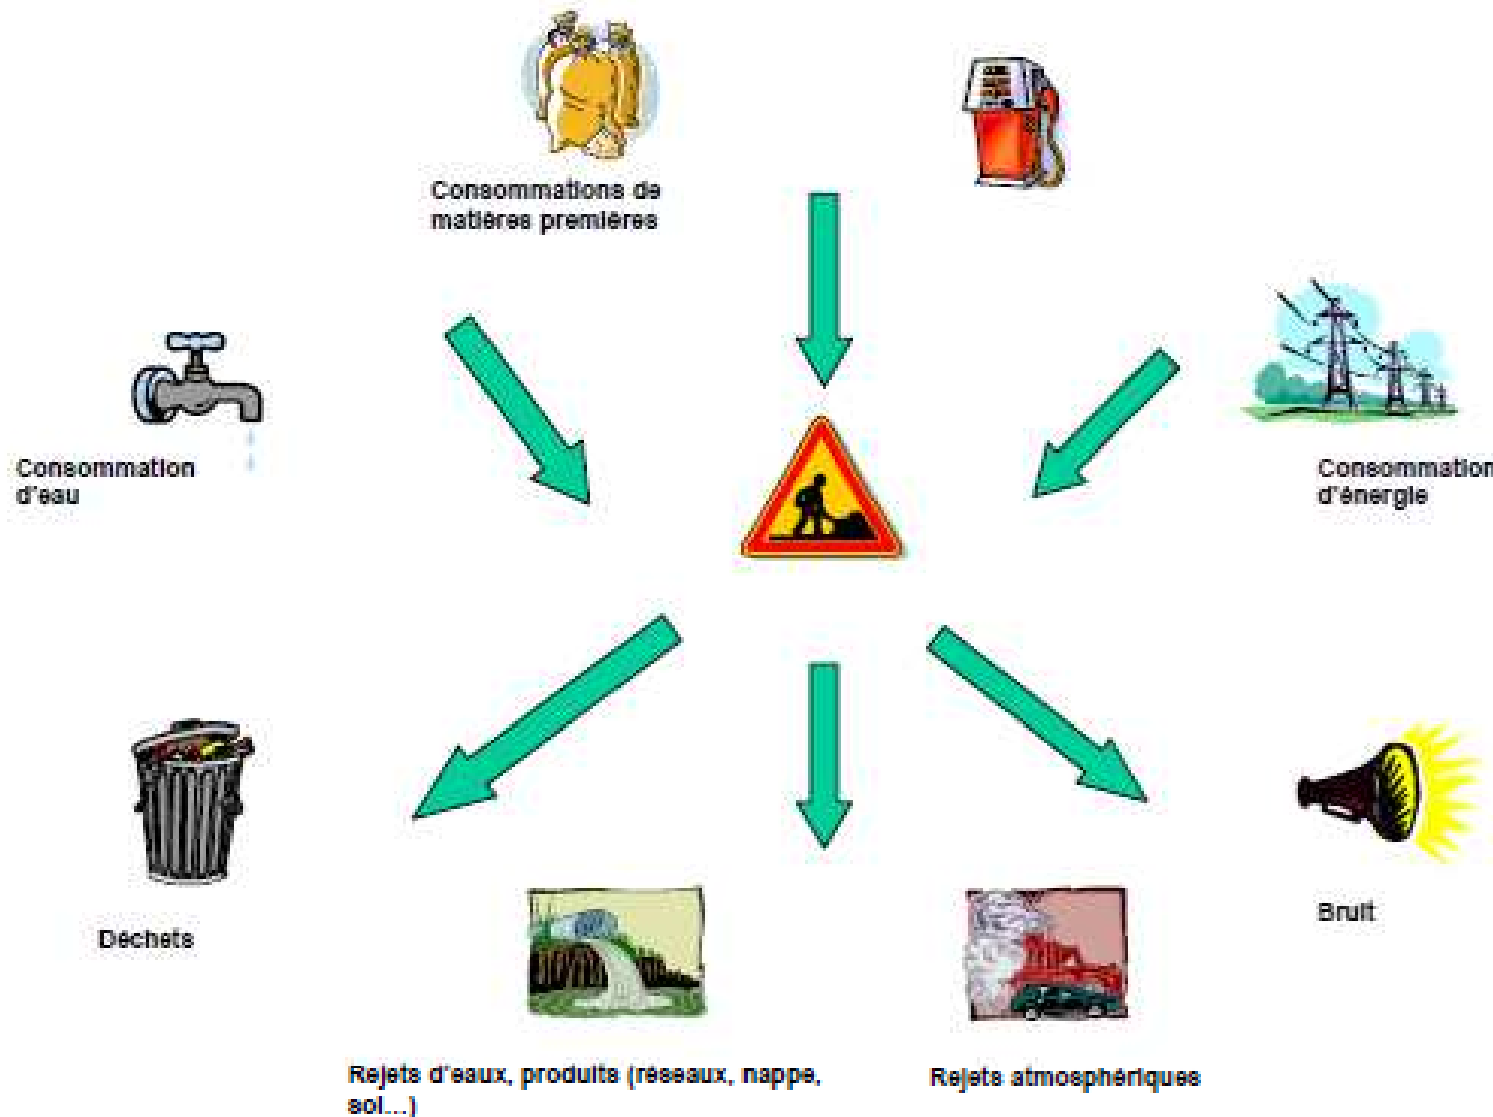 Consommations de
matières premières
Consommation
d'eau
Consommation
d'énergie
Déchets
Bruit
Rejets d'eaux, produits (réseaux, nappe,
sol...)
Rejets atmosphériques